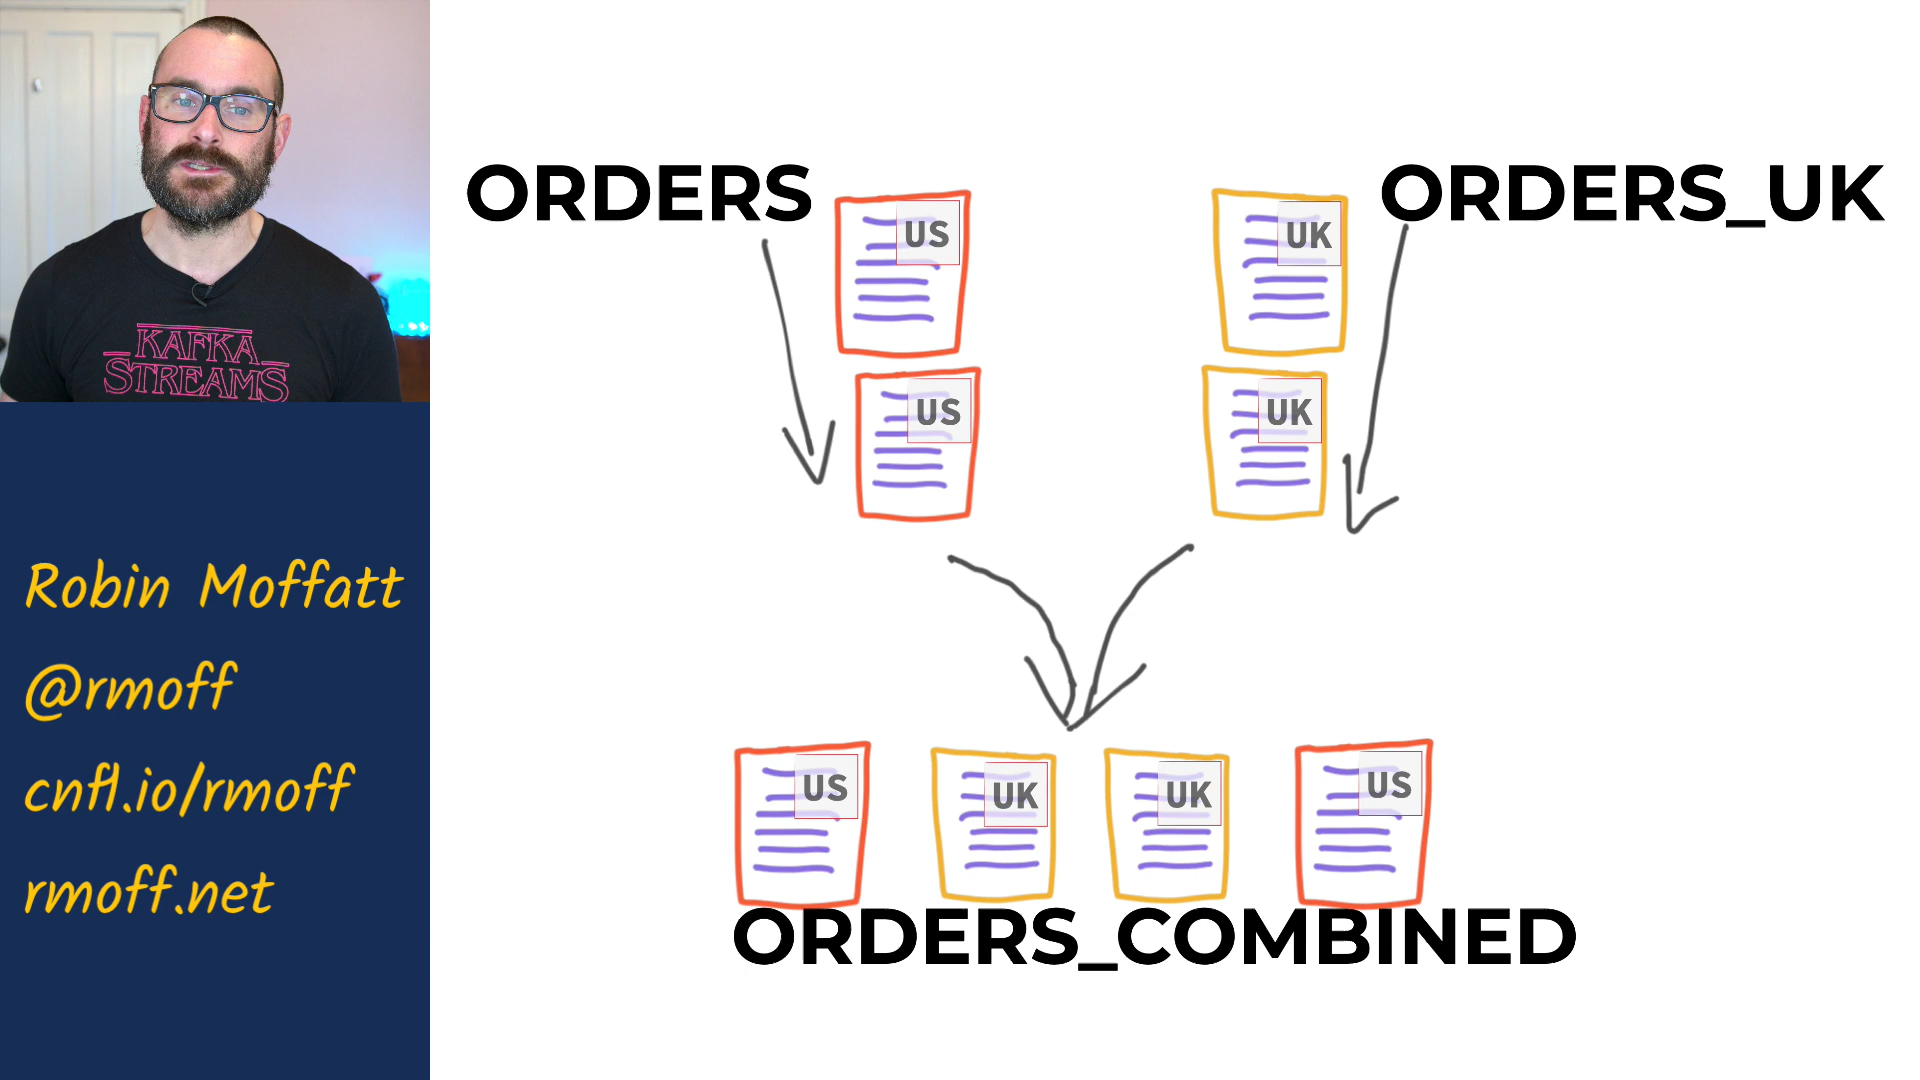 KAFKA
STREAMS
Robin Moffatt
@rmoff
cnfl.io/rmoff
rmoff.net
ORDERS
US
US
UK
UK
ORDERS_UK
US
UK
UK
US
ORDERS_COMBINED